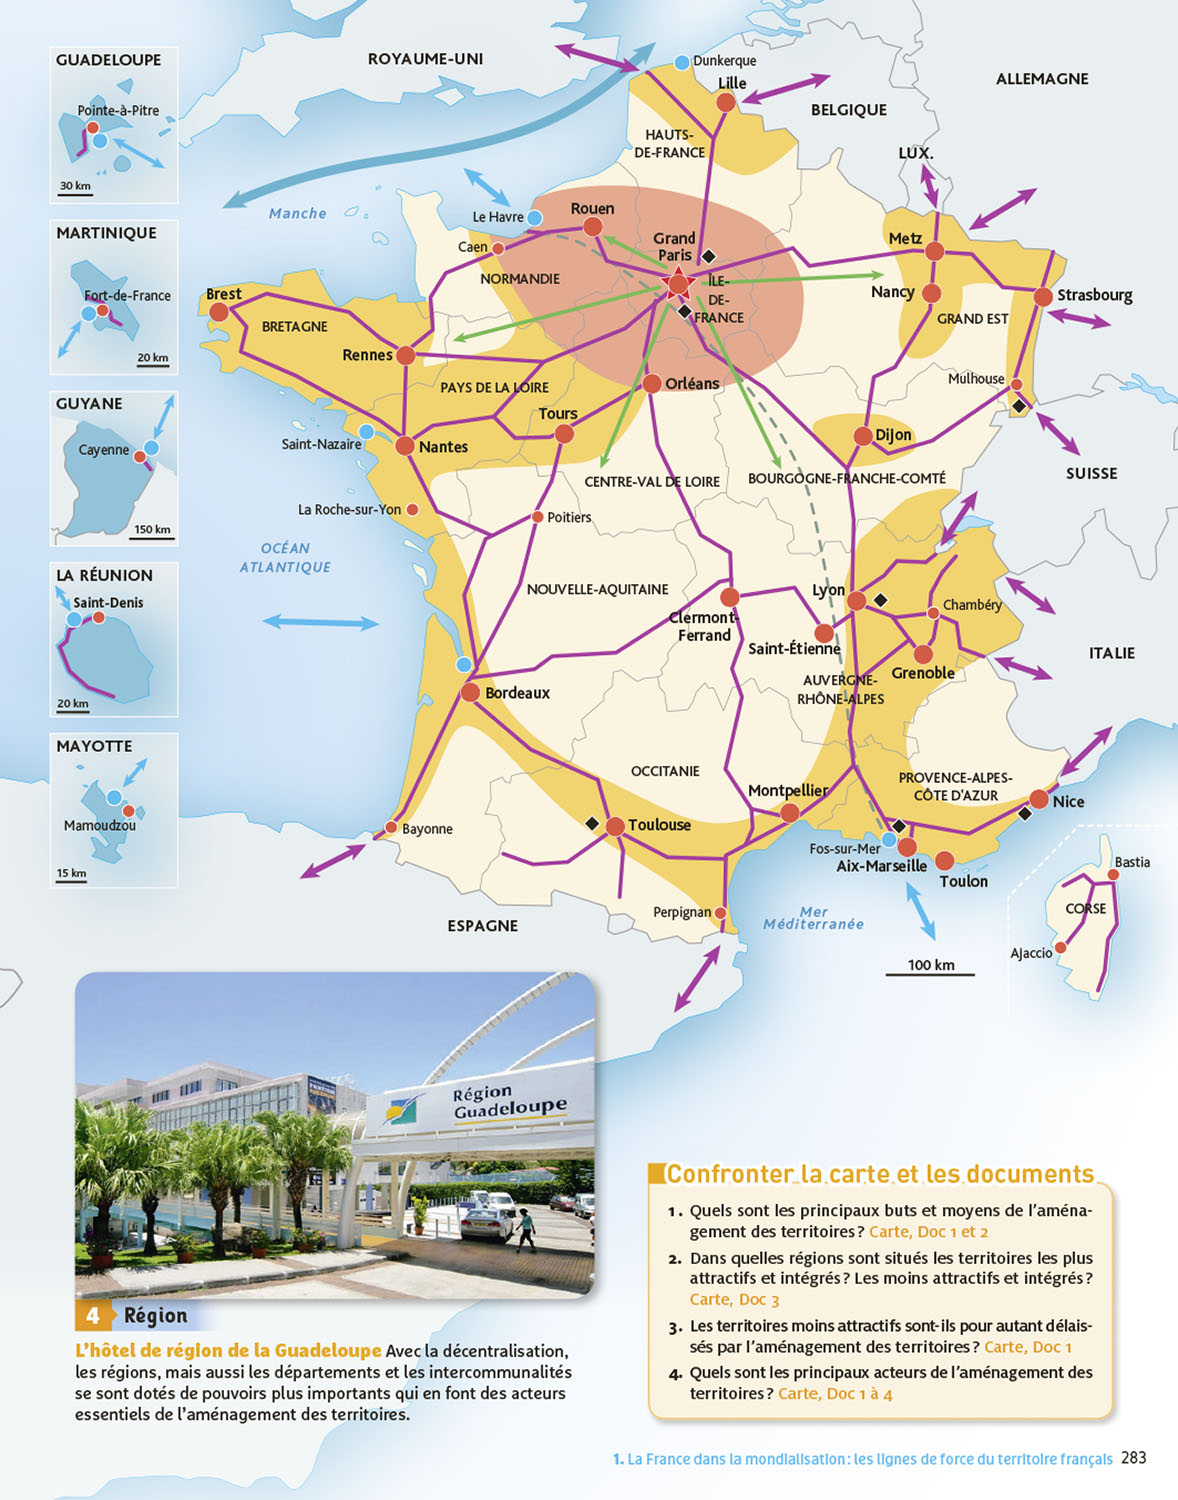 GUADELOUPE
Pointe-à-Pitre
30 km
MARTINIQUE
Fort-de-France
20 km
GUYANE
Cayenne
150 km
LA RÉUNION
Saint-Denis
20 km
MAYOTTE
Mamoudzou
15 km
ROYAUME-UNI
Dunkerque
Lille
ALLEMAGNE
BELGIQUE
HAUTS-
DE-FRANCE
LUX.
Manche
Le Havre
Rouen
Caen
Grand
Paris
Metz
NORMANDIE
ÎLE-
DE-
FRANCE
Nancy
Strasbourg
GRAND EST
Brest
BRETAGNE
Rennes
PAYS DE LA LOIRE
Orléans
Mulhouse
Tours
Dijon
Saint-Nazaire
Nantes
SUISSE
CENTRE-VAL DE LOIRE
BOURGOGNE-FRANCHE-COMTÉ
La Roche-sur-Yon
Poitiers
OCÉAN
ATLANTIQUE
NOUVELLE-AQUITAINE
Lyon
Chambéry
Clermont-
Ferrand
Saint-Étienne
ITALIE
Grenoble
AUVERGNE-
RHÔNE-ALPES
Bordeaux
OCCITANIE
PROVENCE-ALPES-
CÔTE D'AZUR
Montpellier
Nice
Bayonne
Toulouse
Fos-sur-Mer
Aix-Marseille
Toulon
Bastia
CORSE
Ajaccio
Perpignan
ESPAGNE
Mer
Méditerranée
100 km
Région
Guadeloupe
4 Région
L'hôtel de région de la Guadeloupe Avec la décentralisation,
les régions, mais aussi les départements et les intercommunalités
se sont dotés de pouvoirs plus importants qui en font des acteurs
essentiels de l'aménagement des territoires.
Confronter la carte et les documents
1. Quels sont les principaux buts et moyens de l'aména-
gement des territoires ? Carte, Doc 1 et 2
2. Dans quelles régions sont situés les territoires les plus
attractifs et intégrés ? Les moins attractifs et intégrés ?
Carte, Doc 3
3. Les territoires moins attractifs sont-ils pour autant délais-
sés par l'aménagement des territoires ? Carte, Doc 1
4. Quels sont les principaux acteurs de l'aménagement des
territoires ? Carte, Doc 1 à 4
1. La France dans la mondialisation : les lignes de force du territoire français 283